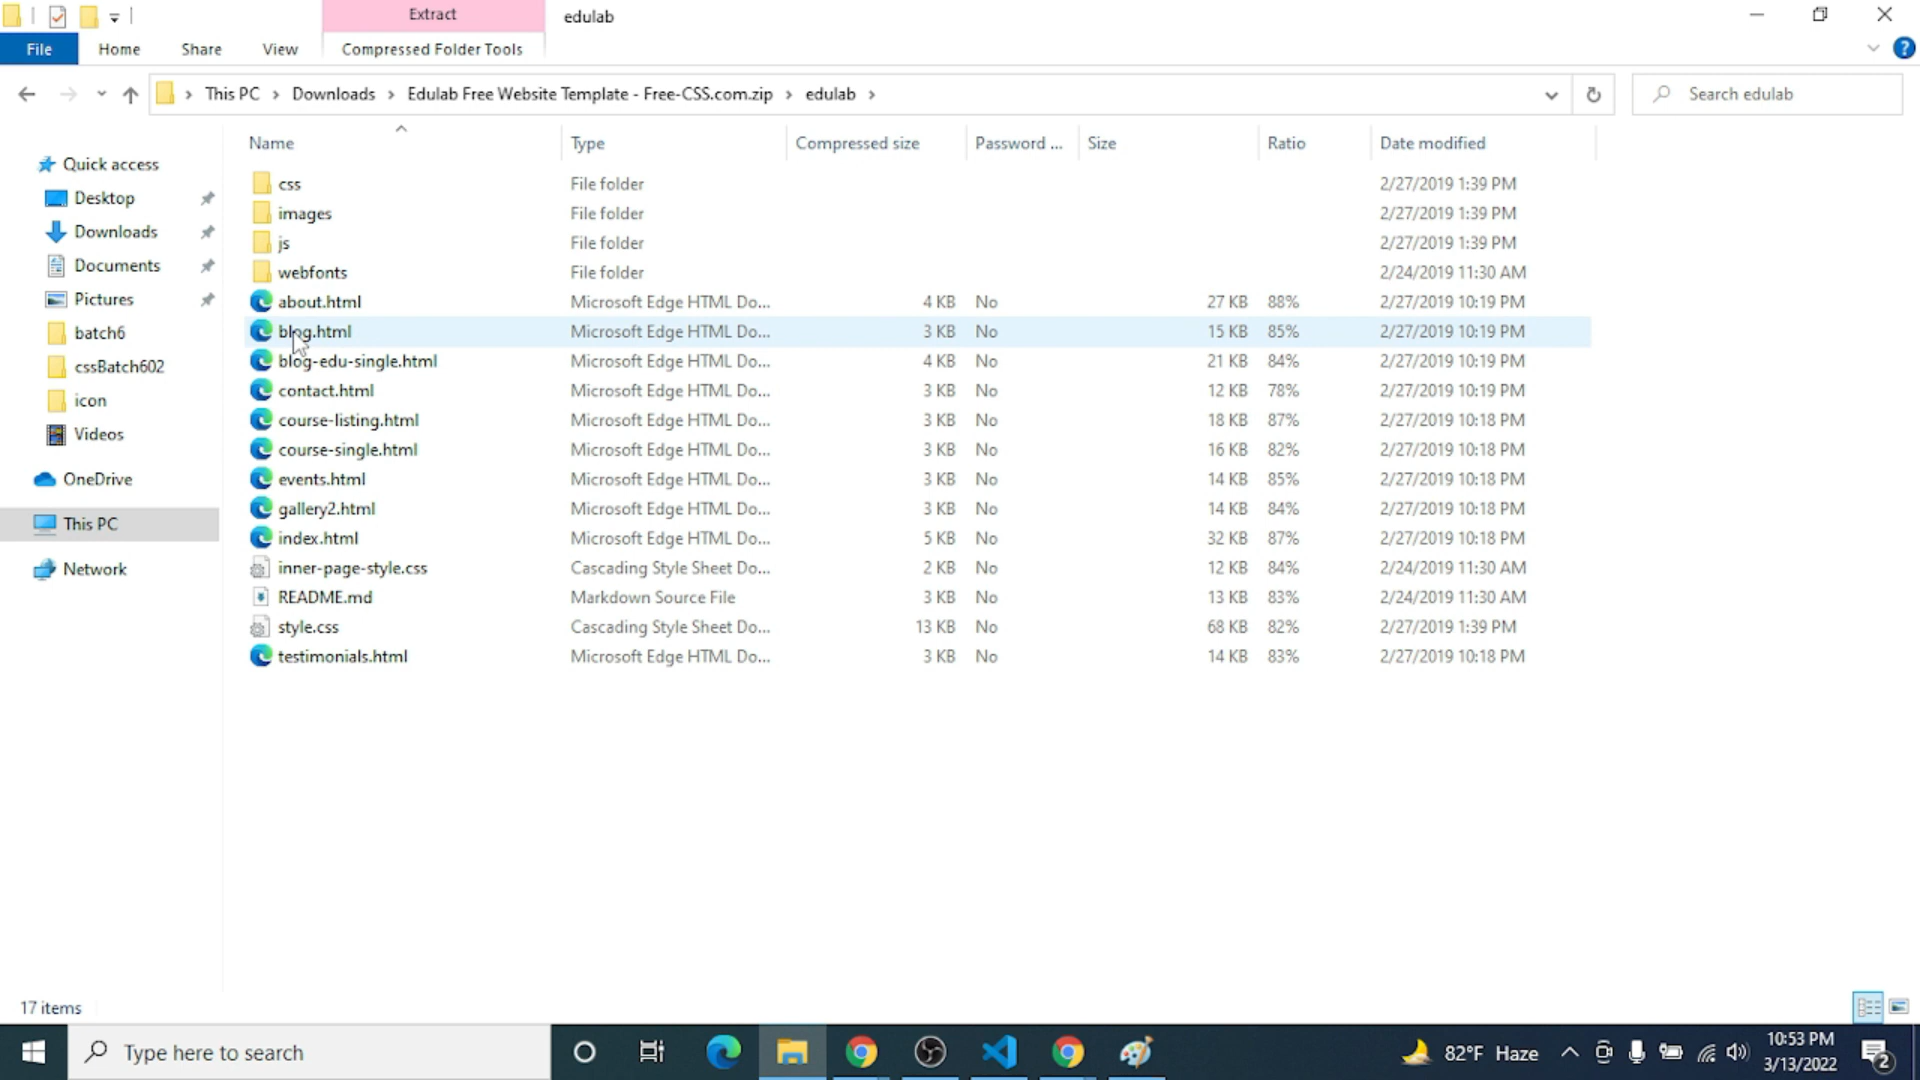 Extract edulab
File Home Share View Compressed Folder Tools
This PC Downloads Edulab Free Website Template - Free-CSS.com.zip edulab Search edulab
Name Type Compressed size Password ... Size Ratio Date modified
Quick access
Desktop
Downloads
Documents
Pictures
batch6
cssBatch602
icon
Videos
OneDrive
This PC
Network
css File folder 2/27/2019 1:39 PM
images File folder 2/27/2019 1:39 PM
js File folder 2/27/2019 1:39 PM
webfonts File folder 2/24/2019 11:30 AM
about.html Microsoft Edge HTML Do... 4 KB No 27 KB 88% 2/27/2019 10:19 PM
blog.html Microsoft Edge HTML Do... 3 KB No 15 KB 85% 2/27/2019 10:19 PM
blog-edu-single.html Microsoft Edge HTML Do... 4 KB No 21 KB 84% 2/27/2019 10:19 PM
contact.html Microsoft Edge HTML Do... 3 KB No 12 KB 78% 2/27/2019 10:19 PM
course-listing.html Microsoft Edge HTML Do... 3 KB No 18 KB 87% 2/27/2019 10:18 PM
course-single.html Microsoft Edge HTML Do... 3 KB No 16 KB 82% 2/27/2019 10:18 PM
events.html Microsoft Edge HTML Do... 3 KB No 14 KB 85% 2/27/2019 10:18 PM
gallery2.html Microsoft Edge HTML Do... 3 KB No 14 KB 84% 2/27/2019 10:18 PM
index.html Microsoft Edge HTML Do... 5 KB No 32 KB 87% 2/27/2019 10:18 PM
inner-page-style.css Cascading Style Sheet Do... 2 KB No 12 KB 84% 2/24/2019 11:30 AM
README.md Markdown Source File 3 KB No 13 KB 83% 2/24/2019 11:30 AM
style.css Cascading Style Sheet Do... 13 KB No 68 KB 82% 2/27/2019 1:39 PM
testimonials.html Microsoft Edge HTML Do... 3 KB No 14 KB 83% 2/27/2019 10:18 PM
17 items
Type here to search 82°F Haze 10:53 PM
3/13/2022 2